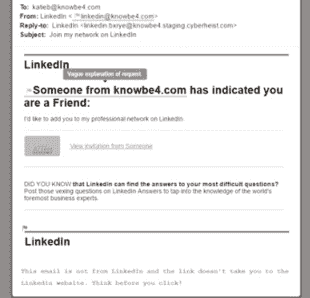 To: katieb@knowbe4.com
From: LinkedIn <linkedin@knowbe4.com>
Reply-to: LinkedIn <linkedin.bxiye@knowbe4.staging.cyberheist.com>
Subject: Join my network on LinkedIn
LinkedIn
Vague explanation of request.
Someone from knowbe4.com has indicated you
are a Friend:
I'd like to add you to my professional network on LinkedIn.
View invitation from Someone
DID YOU KNOW that LinkedIn can find the answers to your most difficult questions?
Post those vexing questions on LinkedIn Answers to tap into the knowledge of the world's
foremost business experts.
LinkedIn
This email is not from LinkedIn and the link doesn't take you to the
LinkedIn website. Think before you click!